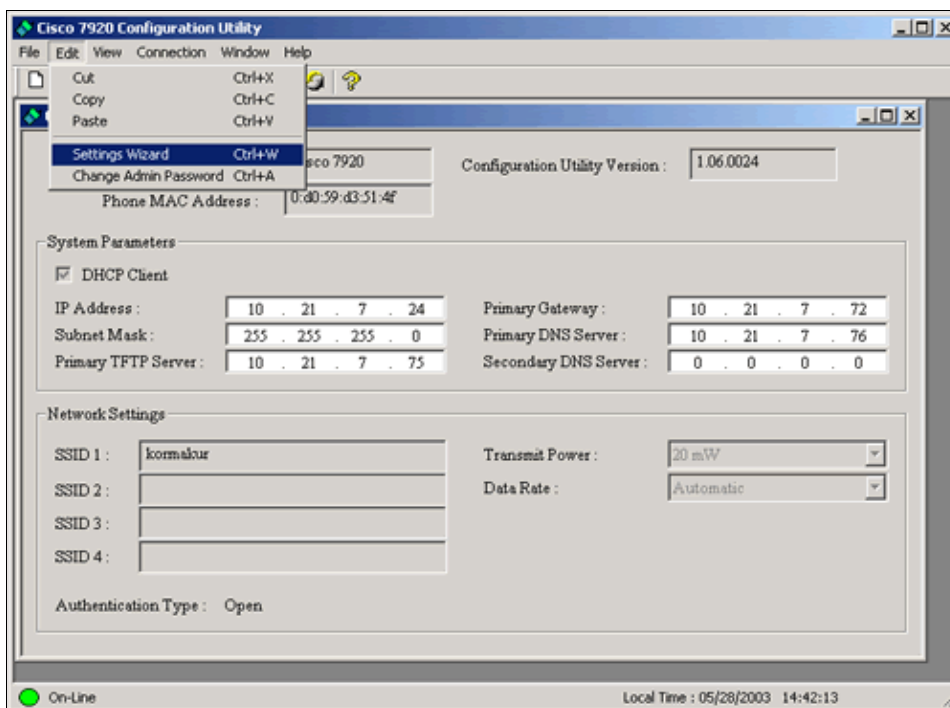 Cisco 7920 Configuration Utility
File Edit View Connection Window Help
Cut Ctrl+X
Copy Ctrl+C
Paste Ctrl+V
Settings Wizard Ctrl+W
Change Admin Password Ctrl+A
sco 7920
Configuration Utility Version : 1.06.0024
Phone MAC Address : 0:d0:59:d3:51:4f
System Parameters
DHCP Client
IP Address : 10 . 21 . 7 . 24
Primary Gateway : 10 . 21 . 7 . 72
Subnet Mask : 255 . 255 . 255 . 0
Primary DNS Server : 10 . 21 . 7 . 76
Primary TFTP Server : 10 . 21 . 7 . 75
Secondary DNS Server : 0 . 0 . 0 . 0
Network Settings
SSID 1 : kormakur
Transmit Power : 20 mW
SSID 2 :
Data Rate : Automatic
SSID 3 :
SSID 4 :
Authentication Type : Open
On-Line
Local Time : 05/28/2003 14:42:13